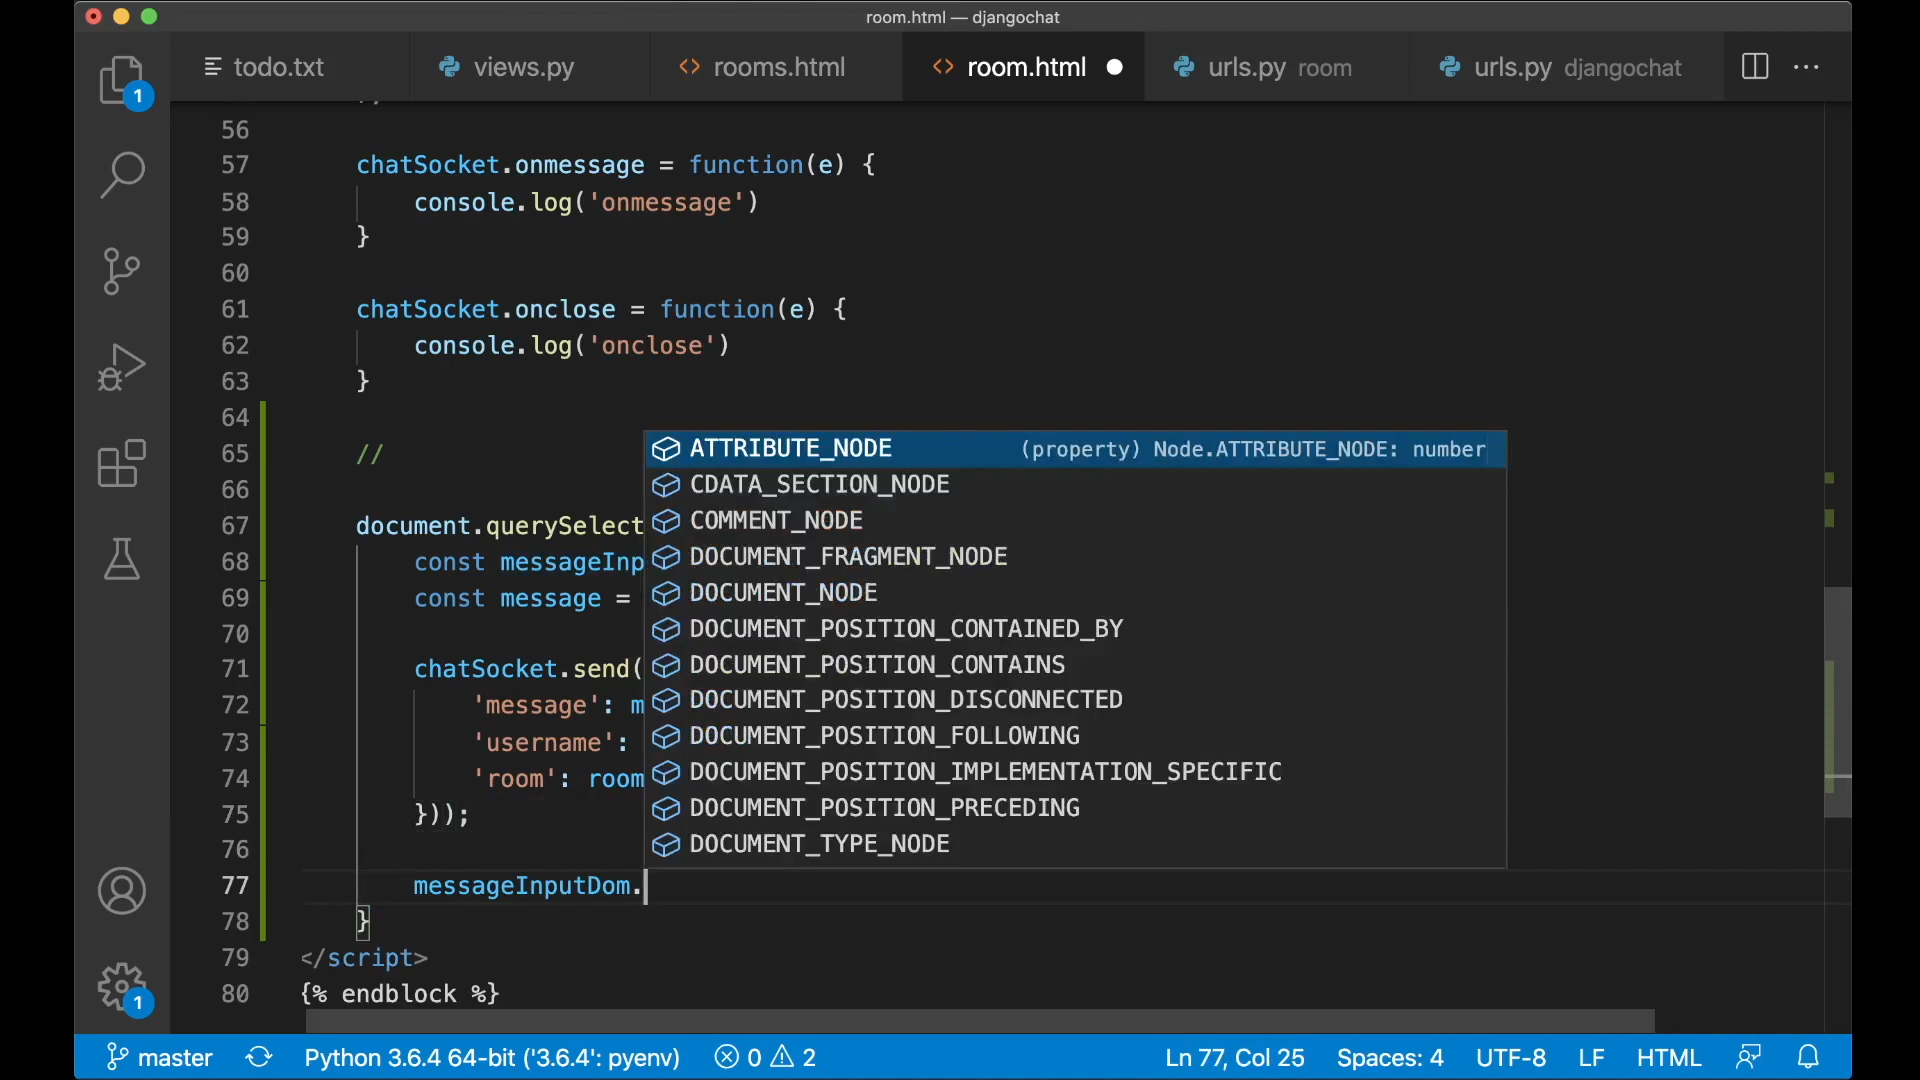 room.html — djangochat
todo.txt views.py rooms.html room.html urls.py room urls.py djangochat
1
56
57 chatSocket.onmessage = function(e) {
58 console.log('onmessage')
59 }
60
61 chatSocket.onclose = function(e) {
62 console.log('onclose')
63 }
64
65 //
66
67 document.querySelect
68 const messageInp
69 const message =
70
71 chatSocket.send(
72 'message': m
73 'username':
74 'room': room
75 }));
76
77 messageInputDom.
78 }
79 </script>
80 {% endblock %}
ATTRIBUTE_NODE (property) Node.ATTRIBUTE_NODE: number
CDATA_SECTION_NODE
COMMENT_NODE
DOCUMENT_FRAGMENT_NODE
DOCUMENT_NODE
DOCUMENT_POSITION_CONTAINED_BY
DOCUMENT_POSITION_CONTAINS
DOCUMENT_POSITION_DISCONNECTED
DOCUMENT_POSITION_FOLLOWING
DOCUMENT_POSITION_IMPLEMENTATION_SPECIFIC
DOCUMENT_POSITION_PRECEDING
DOCUMENT_TYPE_NODE
1
master Python 3.6.4 64-bit ('3.6.4': pyenv) 0 2 Ln 77, Col 25 Spaces: 4 UTF-8 LF HTML